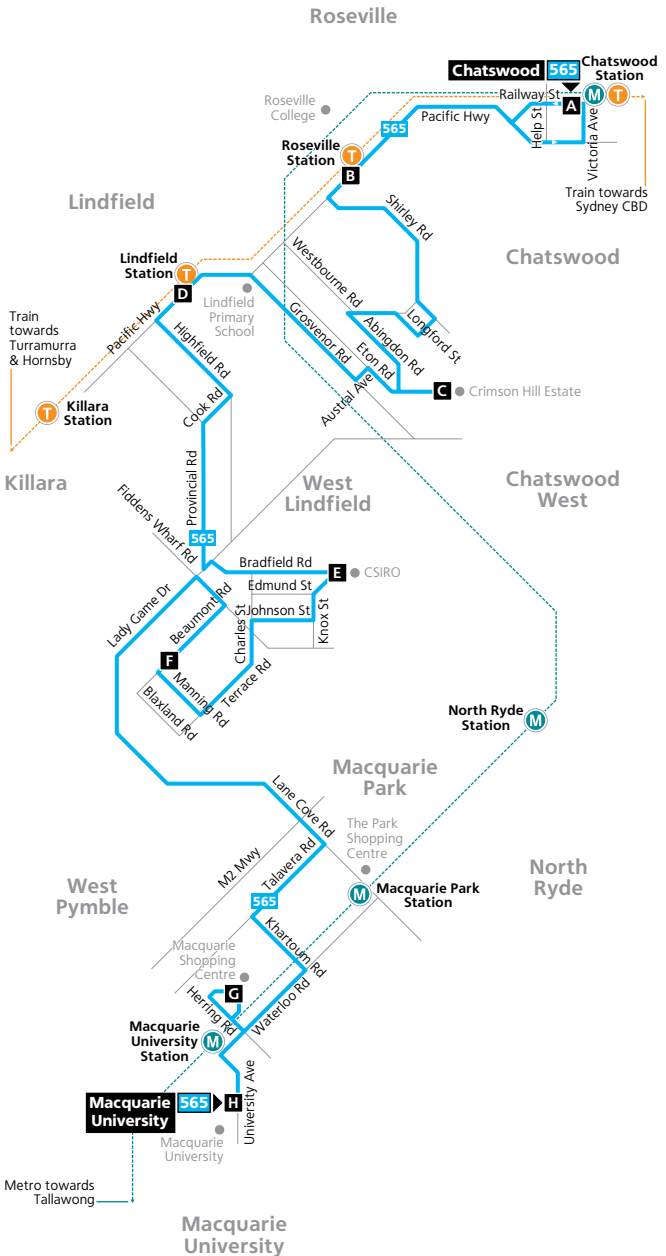 Roseville
Chatswood
Station
Chatswood 565
Railway St
A
M
T
Roseville
College
Pacific Hwy
565
Help St
Victoria Ave
Roseville
Station
T
B
Train towards
Sydney CBD
Lindfield
Shirley Rd
Chatswood
Westbourne Rd
Lindfield
Station
T
D
Lindfield
Primary
School
Longford St
Abingdon Rd
Grosvenor Rd
Eton Rd
Train
towards
Turramurra
& Hornsby
Pacific Hwy
Highfield Rd
Austral Ave
C
Crimson Hill Estate
T
Killara
Station
Cook Rd
Killara
Provincial Rd
West
Lindfield
Chatswood
West
Fiddens Wharf Rd
565
Bradfield Rd
E
CSIRO
Edmund St
Johnson St
Knox St
Lady Game Dr
Beaumont Rd
Charles St
F
Manning Rd
Terrace Rd
Blaxland Rd
North Ryde
Station
M
Macquarie
Park
Lane Cove Rd
The Park
Shopping
Centre
M2 Mwy
Talavera Rd
North
Ryde
West
Pymble
M
Macquarie Park
Station
565
Khartoum Rd
Macquarie
Shopping
Centre
G
Herring Rd
Waterloo Rd
Macquarie
University
Station
M
University Ave
Macquarie
University
565
H
Macquarie
University
Metro towards
Tallawong
Macquarie
University